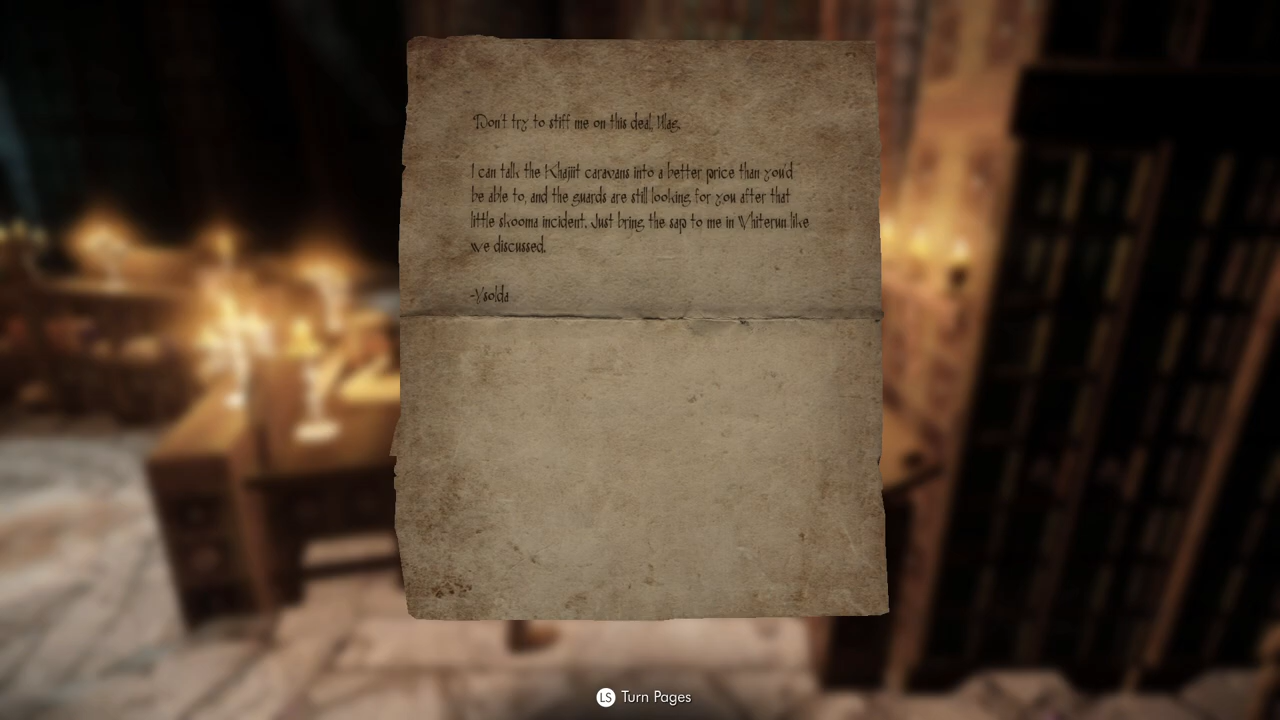 Don't try to stiff me on this deal, Ulag.
I can talk the Khajiit caravans into a better price than you'd
be able to, and the guards are still looking for you after that
little skooma incident. Just bring the sap to me in Whiterun like
we discussed.
-Ysolda
LS Turn Pages